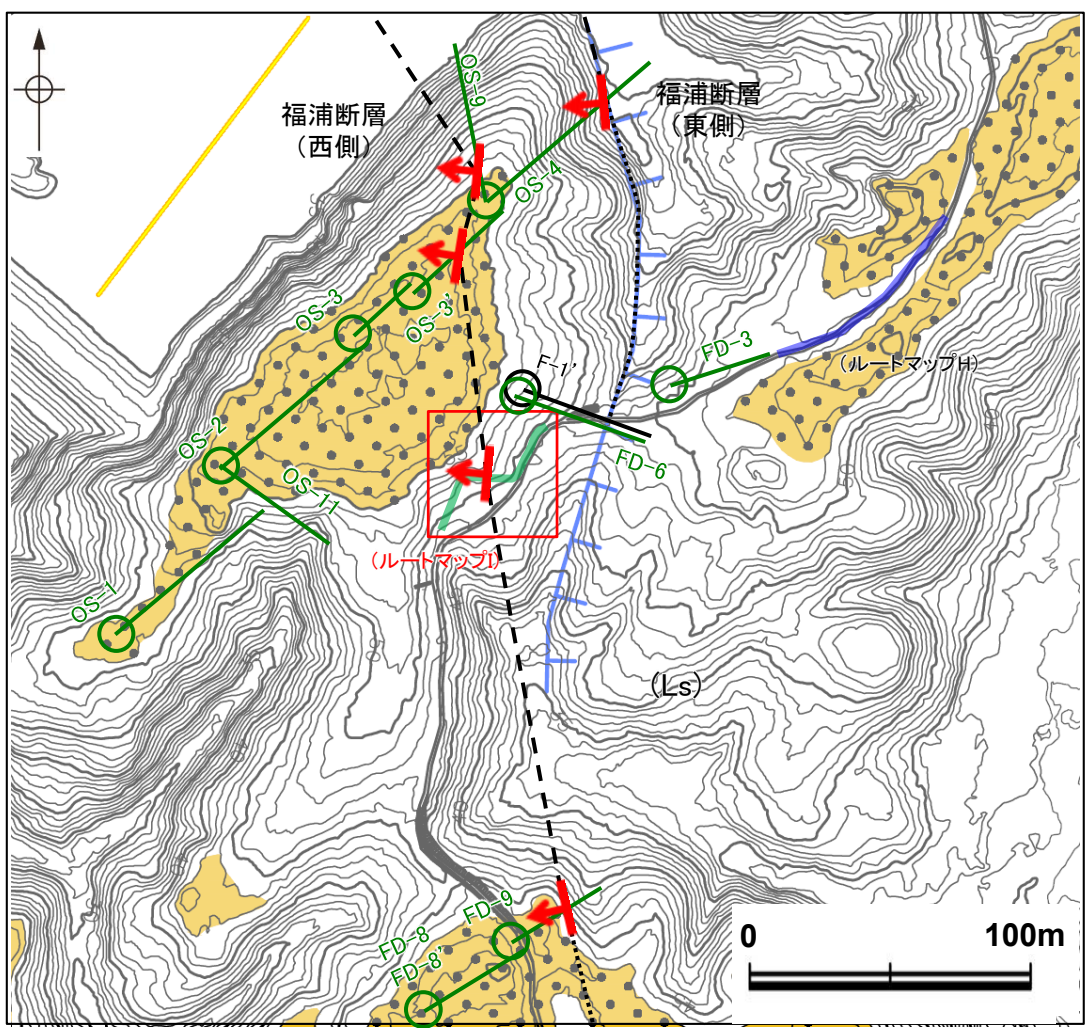 OS-9
福浦断層
(西側)
福浦断層
(東側)
OS-4
OS-3
OS-3'
FD-3
(ルートマップH)
F-1'
OS-2
OS-11
FD-6
(ルートマップI)
OS-1
(Ls)
FD-9
FD-8
FD-8'
0 100m